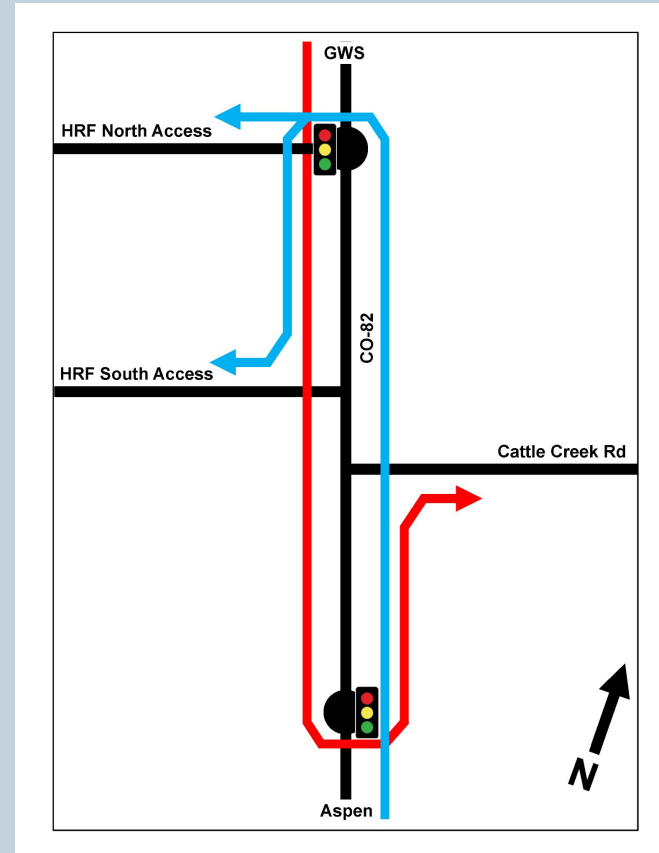 GWS
HRF North Access
CO-82
HRF South Access
Cattle Creek Rd
N
Aspen